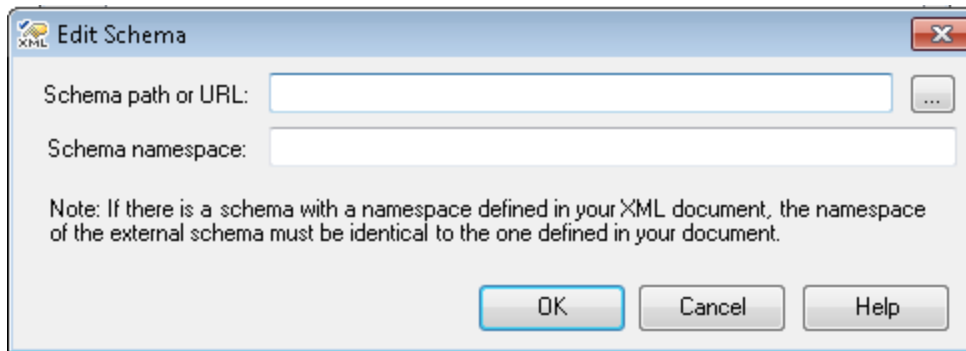 XML Edit Schema
Schema path or URL: ...
Schema namespace:
Note: If there is a schema with a namespace defined in your XML document, the namespace
of the external schema must be identical to the one defined in your document.
OK Cancel Help